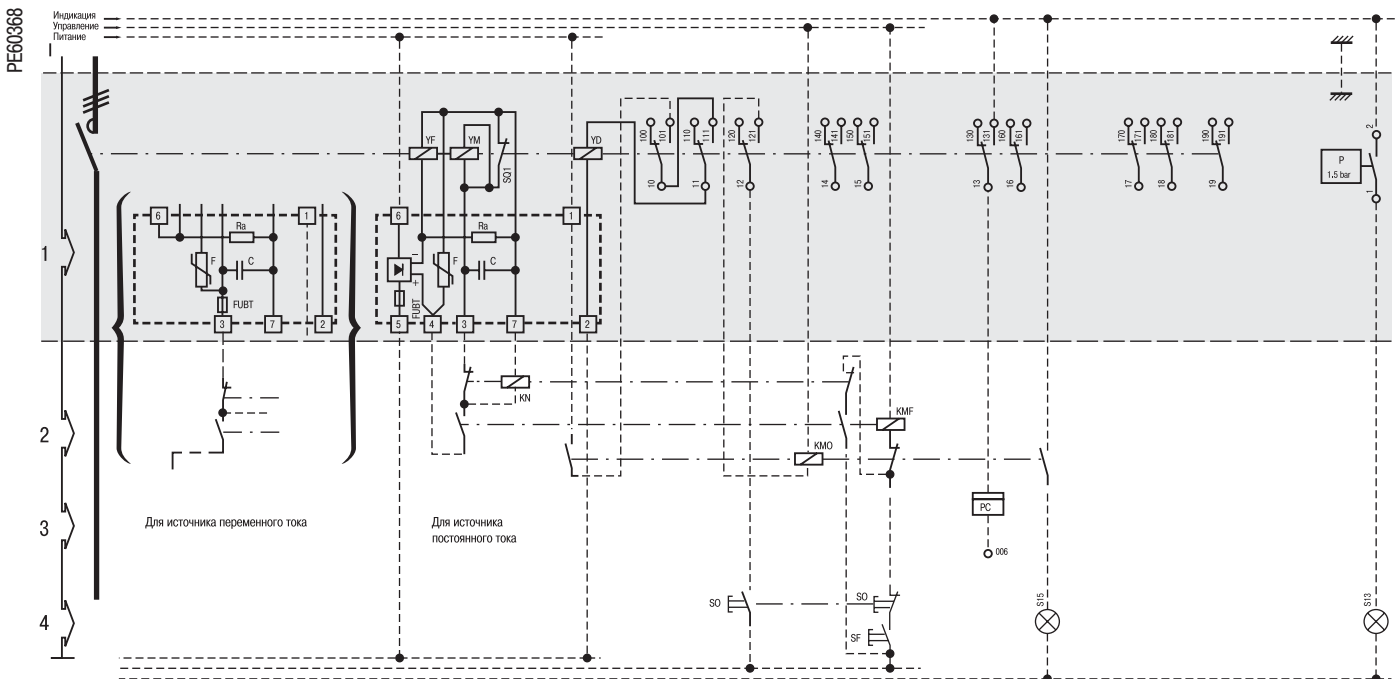 PE60368
Индикация
Управление
Питание
I
YF
YM
SQ1
YD
100
101
110
111
120
121
140
141
150
151
130
131
160
161
170
171
180
181
190
191
10
11
12
14
15
13
16
17
18
19
P
1.5 bar
2
1
1
6
1
Ra
F
C
FUBT
3
7
2
6
1
Ra
–
+
F
C
FUBT
5
4
3
7
2
KN
2
KMF
KMO
PC
006
3
Для источника переменного тока
Для источника
постоянного тока
4
SO
SO
SF
S15
S13